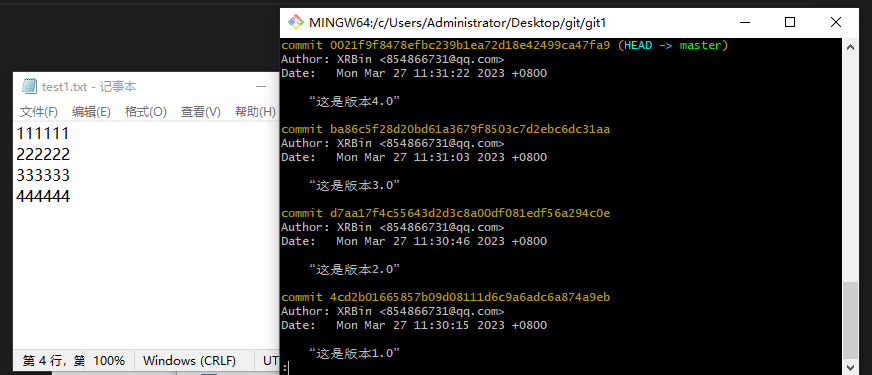 test1.txt - 记事本
文件(F) 编辑(E) 格式(O) 查看(V) 帮助(H)
111111
222222
333333
444444
第 4 行, 第 100% Windows (CRLF) UT
MINGW64:/c/Users/Administrator/Desktop/git/git1
commit 0021f9f8478efbc239b1ea72d18e42499ca47fa9 (HEAD -> master)
Author: XRBin <854866731@qq.com>
Date: Mon Mar 27 11:31:22 2023 +0800
“这是版本4.0”
commit ba86c5f28d20bd61a3679f8503c7d2ebc6dc31aa
Author: XRBin <854866731@qq.com>
Date: Mon Mar 27 11:31:03 2023 +0800
“这是版本3.0”
commit d7aa17f4c55643d2d3c8a00df081edf56a294c0e
Author: XRBin <854866731@qq.com>
Date: Mon Mar 27 11:30:46 2023 +0800
“这是版本2.0”
commit 4cd2b01665857b09d08111d6c9a6adc6a874a9eb
Author: XRBin <854866731@qq.com>
Date: Mon Mar 27 11:30:15 2023 +0800
“这是版本1.0”
: